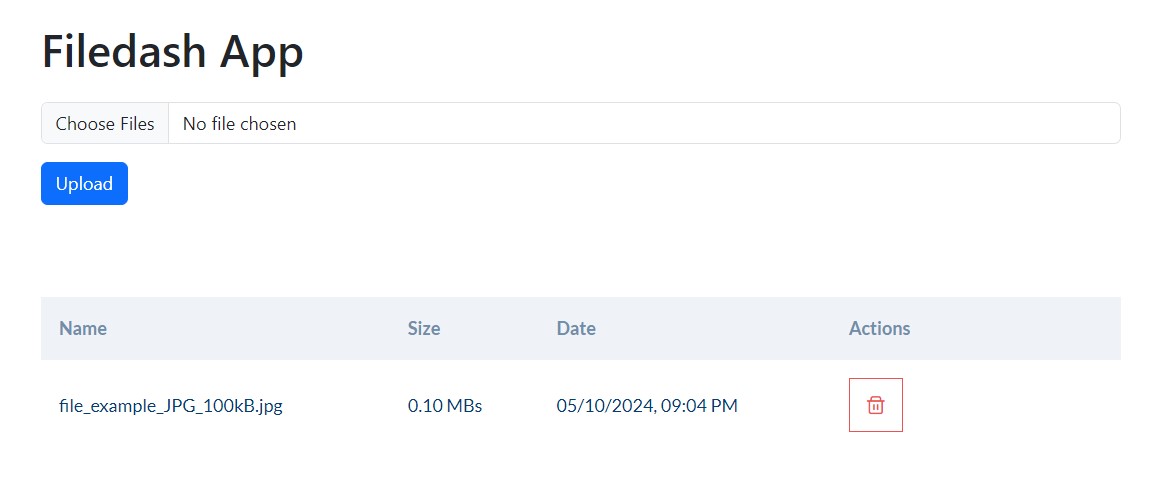 Filedash App
Choose Files No file chosen
Upload
Name Size Date Actions
file_example_JPG_100kB.jpg 0.10 MBs 05/10/2024, 09:04 PM